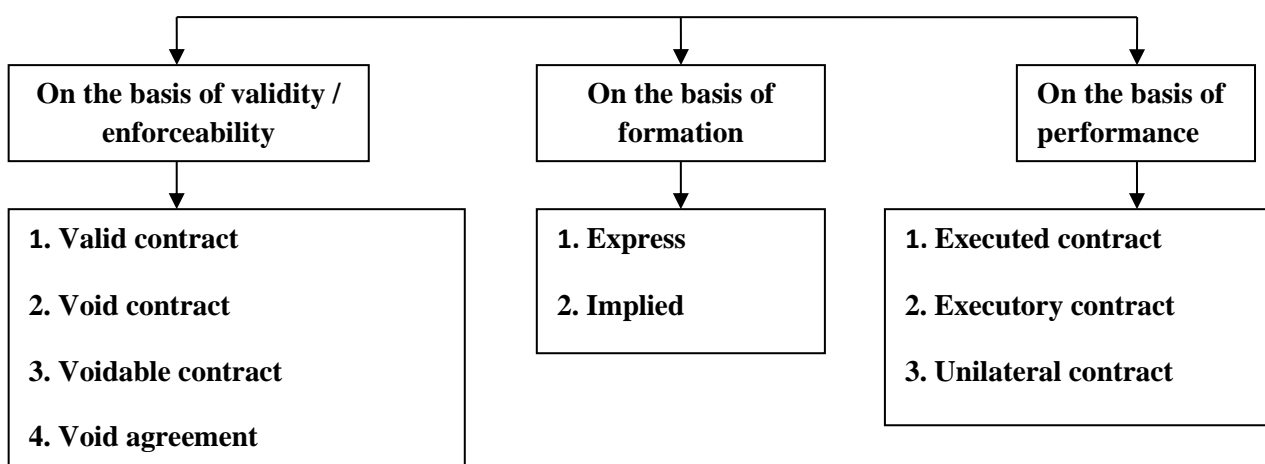 On the basis of validity /
enforceability
On the basis of
formation
On the basis of
performance
1. Valid contract
2. Void contract
3. Voidable contract
4. Void agreement
1. Express
2. Implied
1. Executed contract
2. Executory contract
3. Unilateral contract